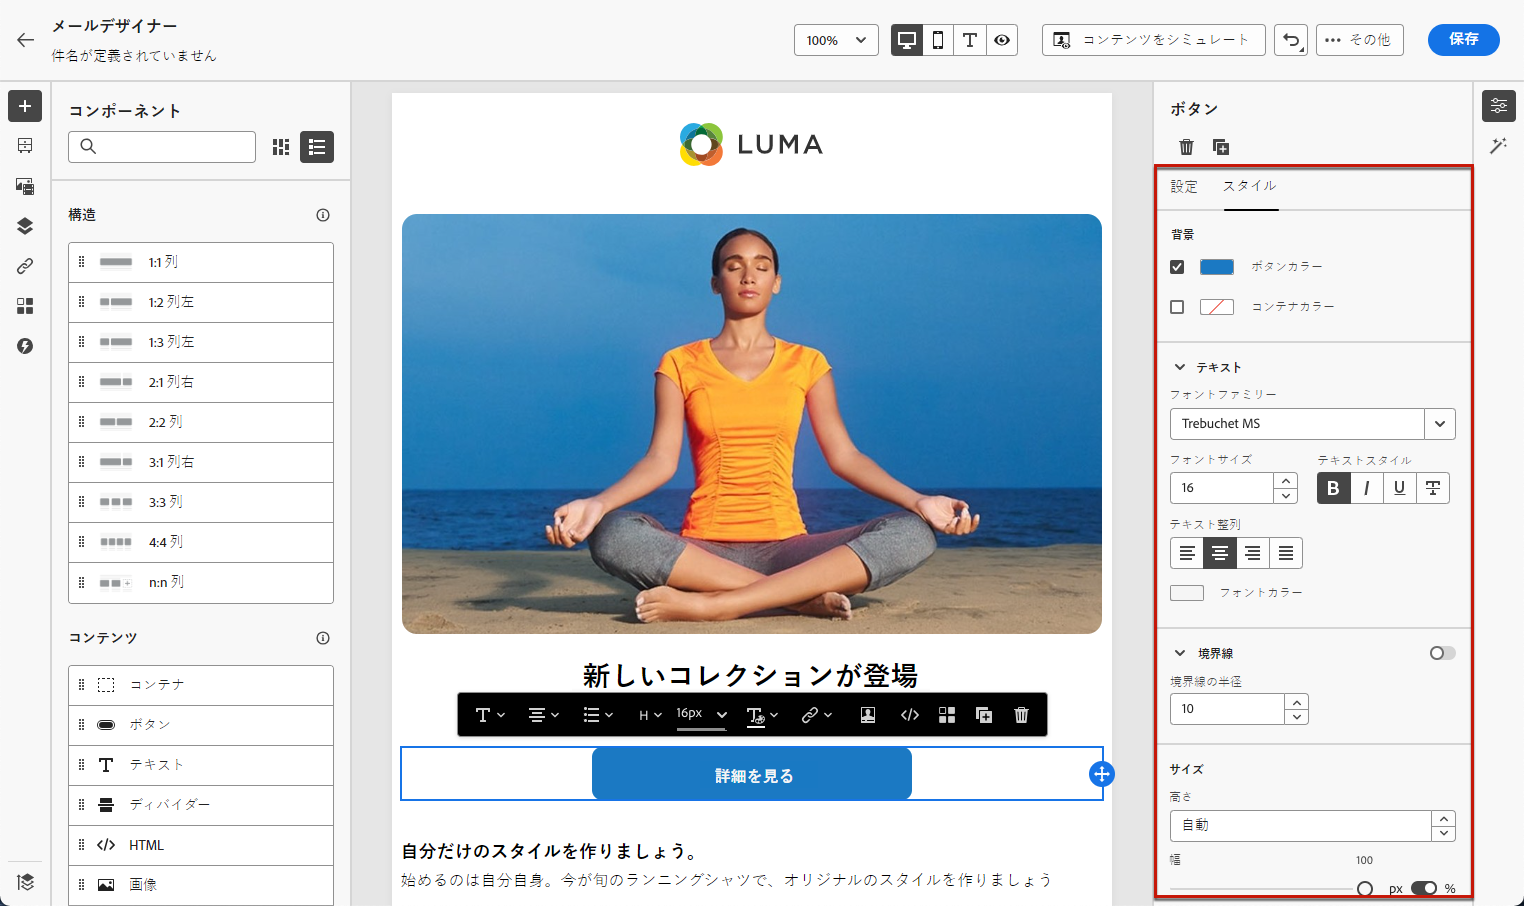 メールデザイナー
件名が定義されていません
100%
コンテンツをシミュレート
その他
保存
コンポーネント
構造
1:1 列
1:2 列左
1:3 列左
2:1 列右
2:2 列
3:1 列右
3:3 列
4:4 列
n:n 列
コンテンツ
コンテナ
ボタン
テキスト
ディバイダー
HTML
画像
LUMA
新しいコレクションが登場
H
16px
詳細を見る
自分だけのスタイルを作りましょう。
始めるのは自分自身。今が旬のランニングシャツで、オリジナルのスタイルを作りましょう
ボタン
設定
スタイル
背景
ボタンカラー
コンテナカラー
テキスト
フォントファミリー
Trebuchet MS
フォントサイズ
テキストスタイル
16
B I U T
テキスト整列
フォントカラー
境界線
境界線の半径
10
サイズ
高さ
自動
幅
100
px
%